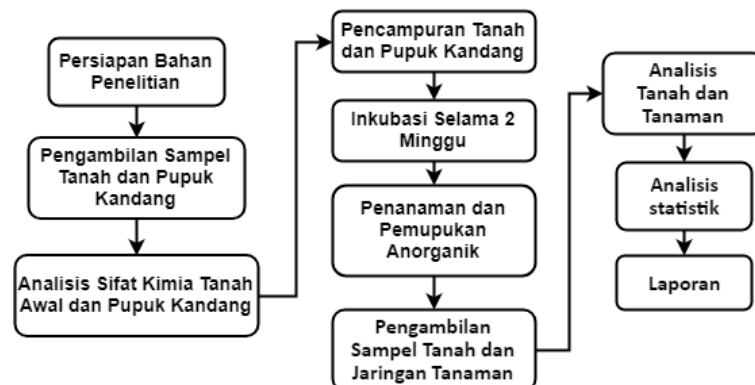 Persiapan Bahan
Penelitian
Pengambilan Sampel
Tanah dan Pupuk
Kandang
Analisis Sifat Kimia Tanah
Awal dan Pupuk Kandang
Pencampuran Tanah
dan Pupuk Kandang
Inkubasi Selama 2
Minggu
Penanaman dan
Pemupukan
Anorganik
Pengambilan
Sampel Tanah dan
Jaringan Tanaman
Analisis
Tanah dan
Tanaman
Analisis
statistik
Laporan